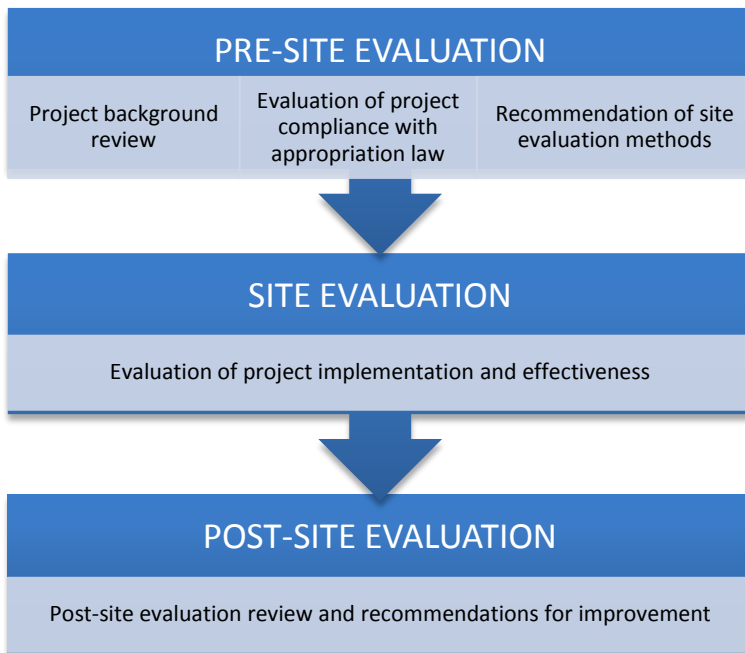 PRE-SITE EVALUATION
Project background
review
Evaluation of project
compliance with
appropriation law
Recommendation of site
evaluation methods
SITE EVALUATION
Evaluation of project implementation and effectiveness
POST-SITE EVALUATION
Post-site evaluation review and recommendations for improvement